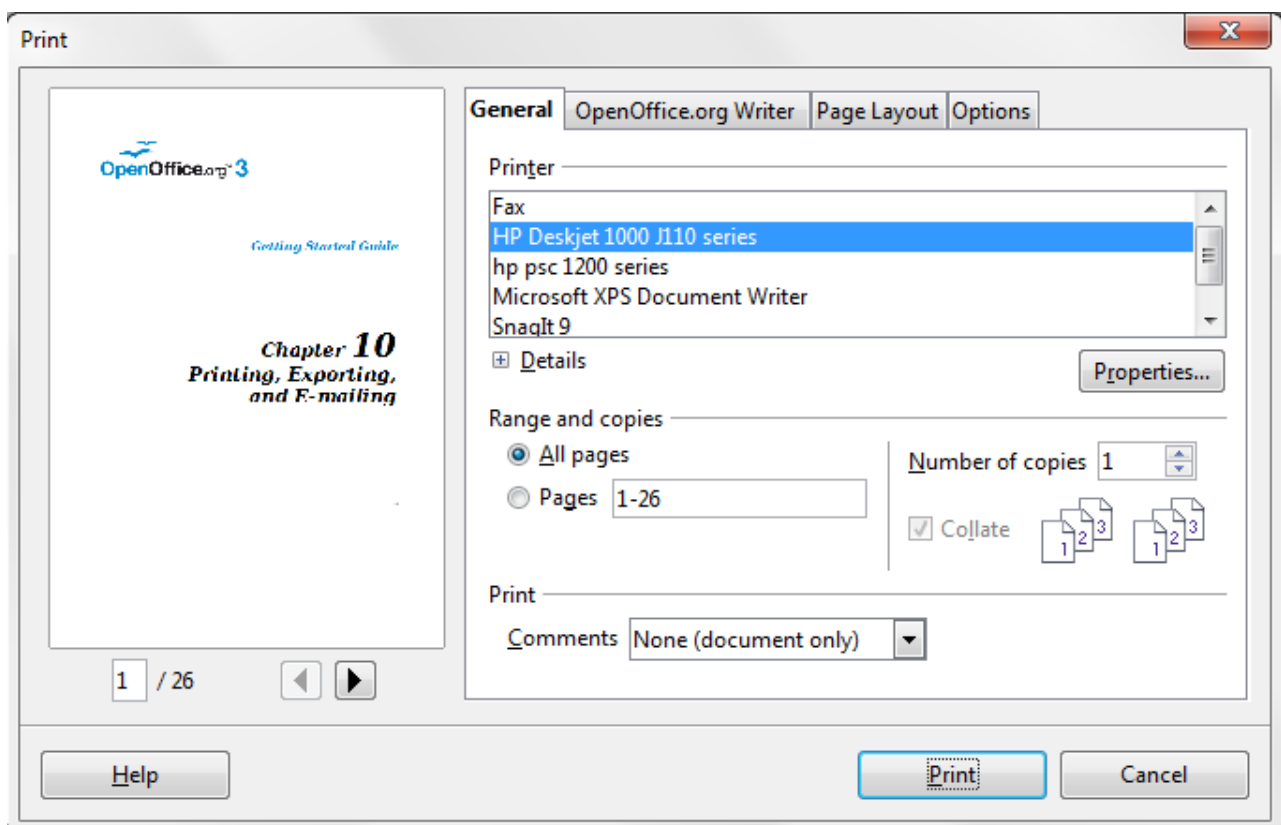 Print
x
OpenOffice.org 3
Getting Started Guide
Chapter 10
Printing, Exporting,
and E-mailing
1 / 26
General OpenOffice.org Writer Page Layout Options
Printer
Fax
HP Deskjet 1000 J110 series
hp psc 1200 series
Microsoft XPS Document Writer
SnagIt 9
Details
Properties...
Range and copies
All pages
Pages 1-26
Number of copies 1
Collate 1 2 3 1 2 3
Print
Comments None (document only)
Help Print Cancel